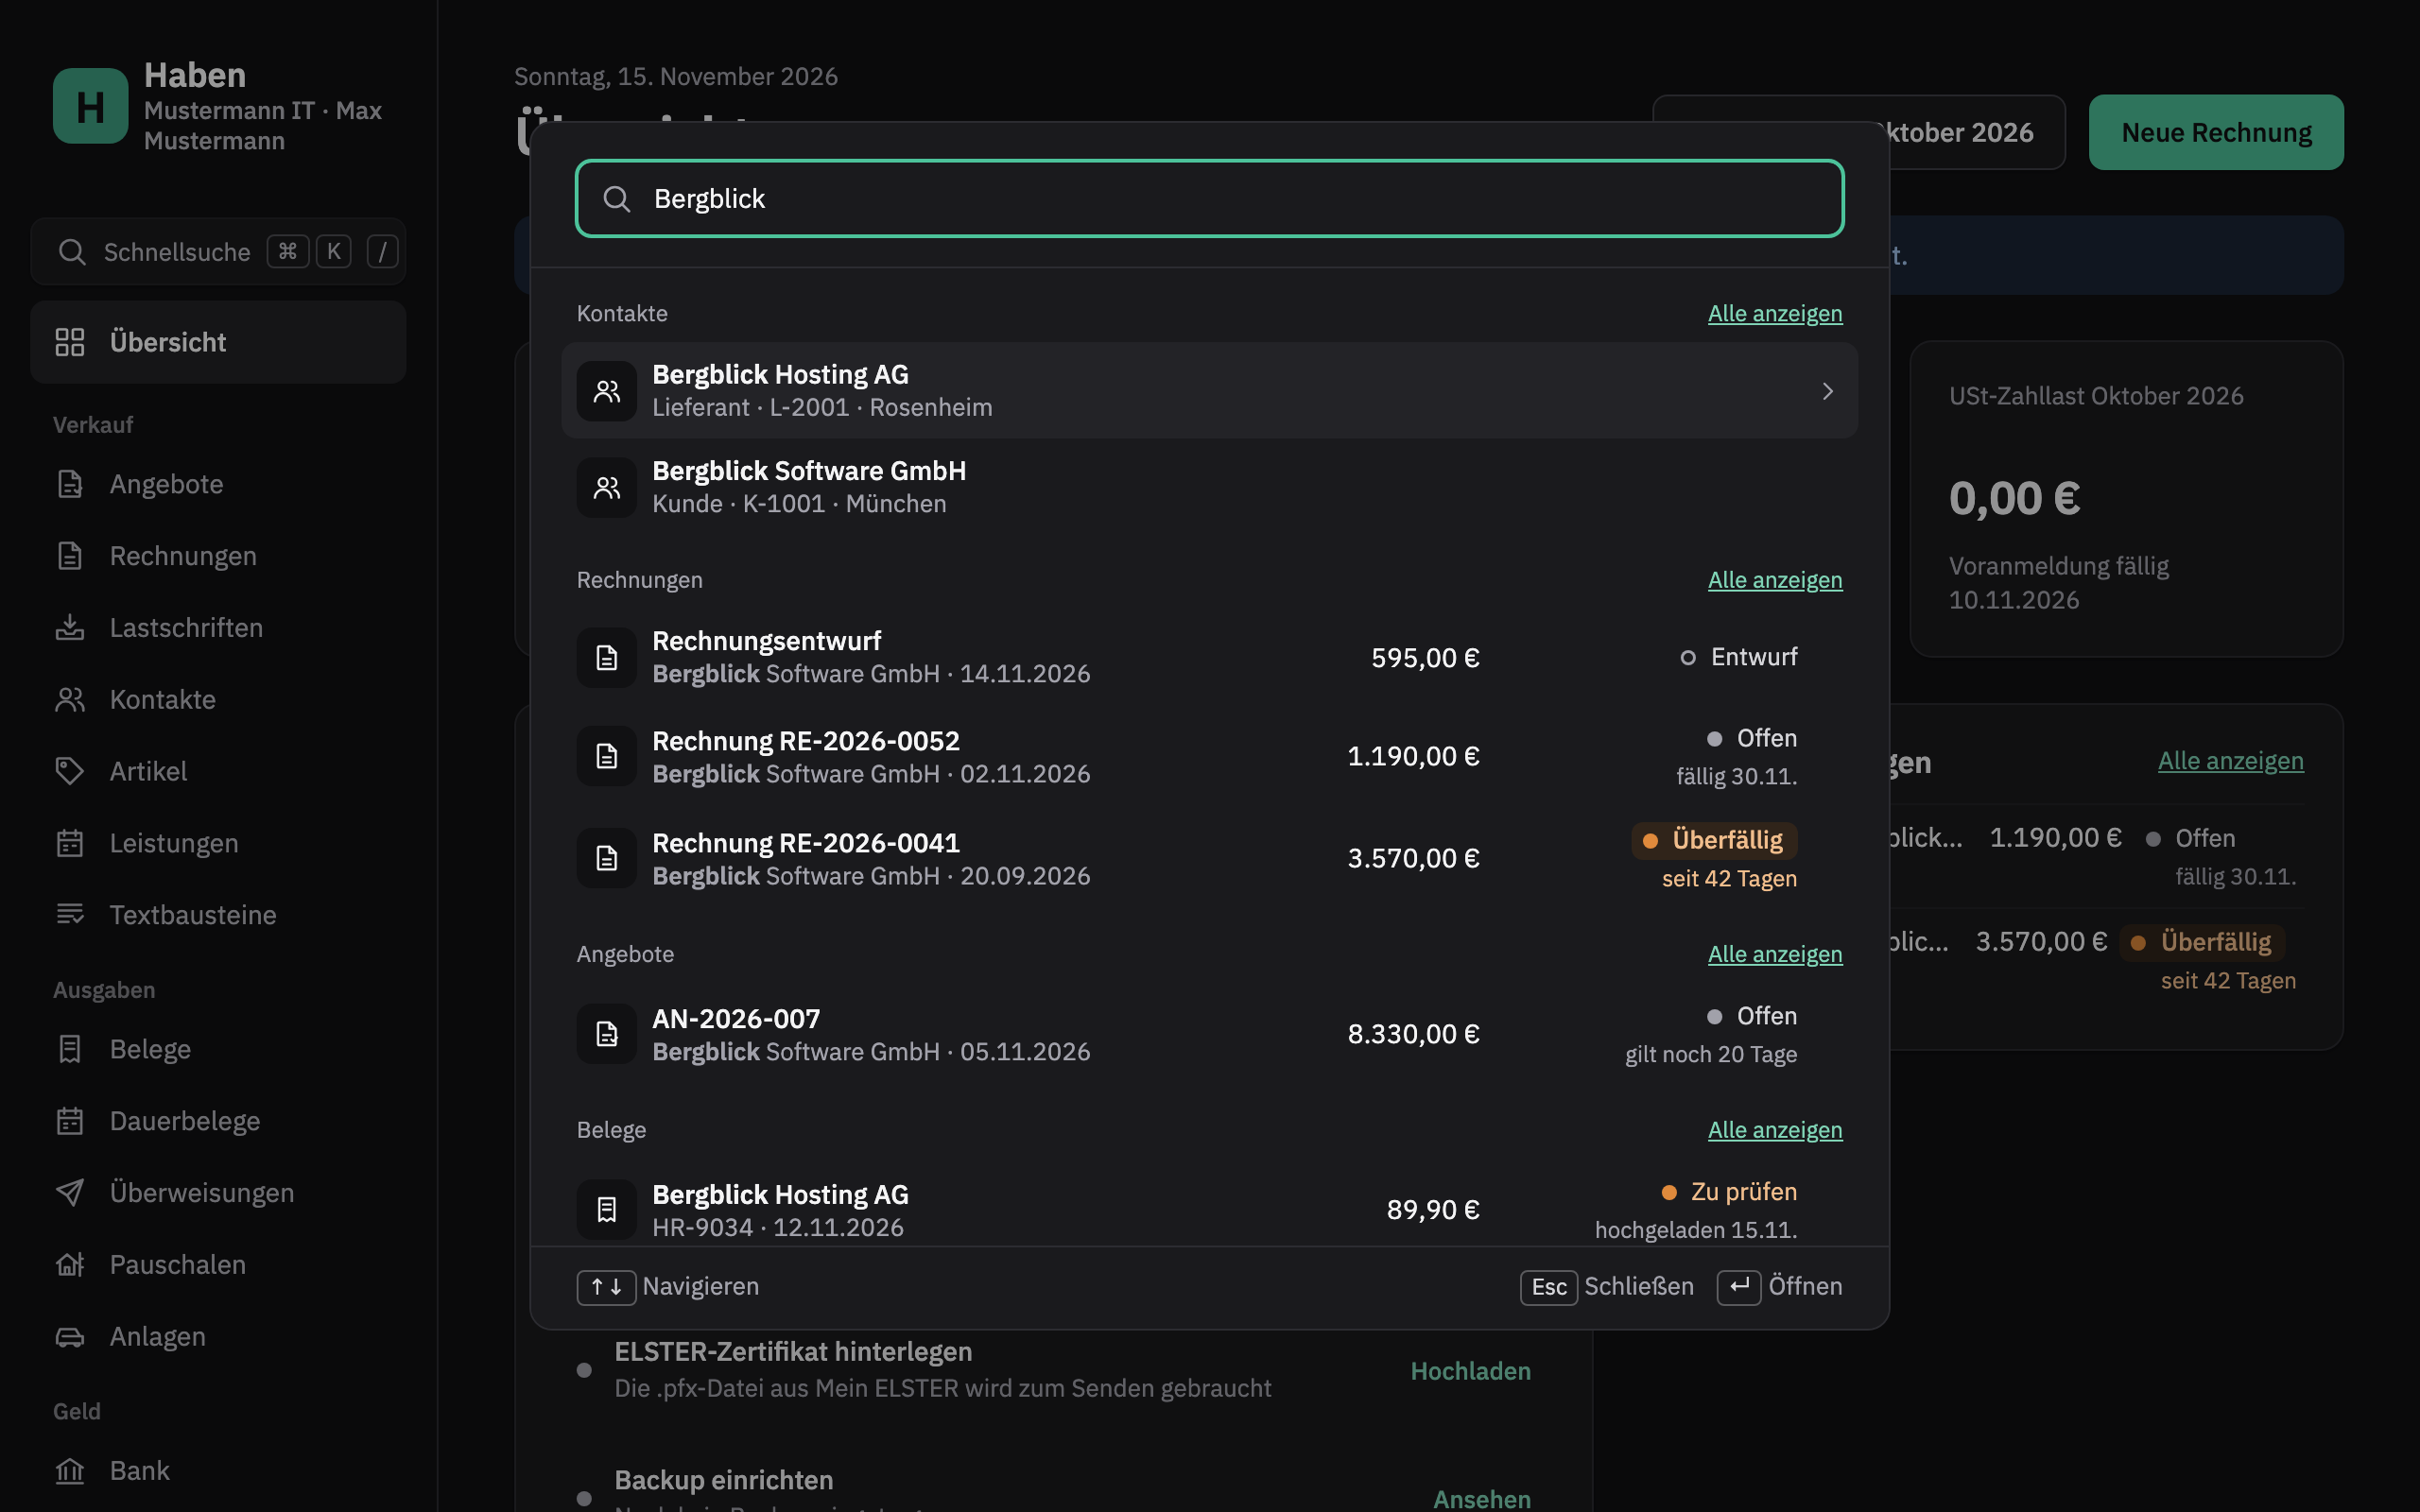 Haben
Mustermann IT · Max
Mustermann
Schnellsuche ⌘ K /
Übersicht
Verkauf
Angebote
Rechnungen
Lastschriften
Kontakte
Artikel
Leistungen
Textbausteine
Ausgaben
Belege
Dauerbelege
Überweisungen
Pauschalen
Anlagen
Geld
Bank
Sonntag, 15. November 2026
2026
Neue Rechnung
Bergblick
Kontakte
Alle anzeigen
Bergblick Hosting AG
Lieferant · L-2001 · Rosenheim
Bergblick Software GmbH
Kunde · K-1001 · München
Rechnungen
Alle anzeigen
Rechnungsentwurf
Bergblick Software GmbH · 14.11.2026
595,00 €
Entwurf
Rechnung RE-2026-0052
Bergblick Software GmbH · 02.11.2026
1.190,00 €
Offen
fällig 30.11.
Rechnung RE-2026-0041
Bergblick Software GmbH · 20.09.2026
3.570,00 €
Überfällig
seit 42 Tagen
Angebote
Alle anzeigen
AN-2026-007
Bergblick Software GmbH · 05.11.2026
8.330,00 €
Offen
gilt noch 20 Tage
Belege
Alle anzeigen
Bergblick Hosting AG
HR-9034 · 12.11.2026
89,90 €
Zu prüfen
hochgeladen 15.11.
↑↓ Navigieren
Esc Schließen
↵ Öffnen
USt-Zahllast Oktober 2026
0,00 €
Voranmeldung fällig
10.11.2026
Alle anzeigen
1.190,00 €
Offen
fällig 30.11.
3.570,00 €
Überfällig
seit 42 Tagen
ELSTER-Zertifikat hinterlegen
Die .pfx-Datei aus Mein ELSTER wird zum Senden gebraucht
Hochladen
Backup einrichten
Ansehen